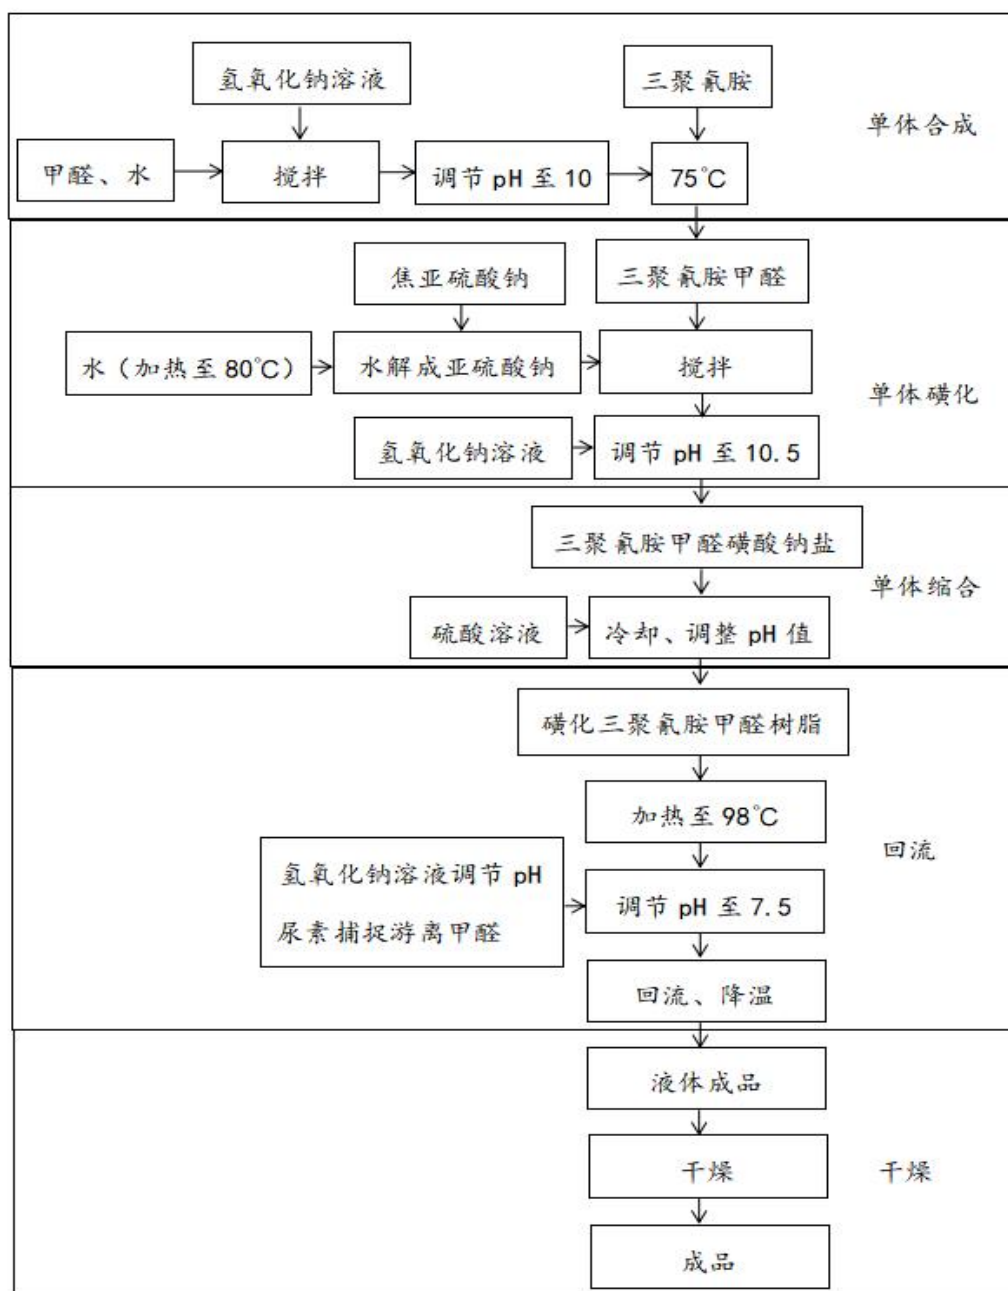 氢氧化钠溶液
三聚氰胺
单体合成
甲醛、水
搅拌
调节 pH 至 10
75℃
焦亚硫酸钠
三聚氰胺甲醛
水（加热至 80℃）
水解成亚硫酸钠
搅拌
单体磺化
氢氧化钠溶液
调节 pH 至 10.5
三聚氰胺甲醛磺酸钠盐
单体缩合
硫酸溶液
冷却、调整 pH 值
磺化三聚氰胺甲醛树脂
加热至 98℃
回流
氢氧化钠溶液调节 pH
尿素捕捉游离甲醛
调节 pH 至 7.5
回流、降温
液体成品
干燥
干燥
成品